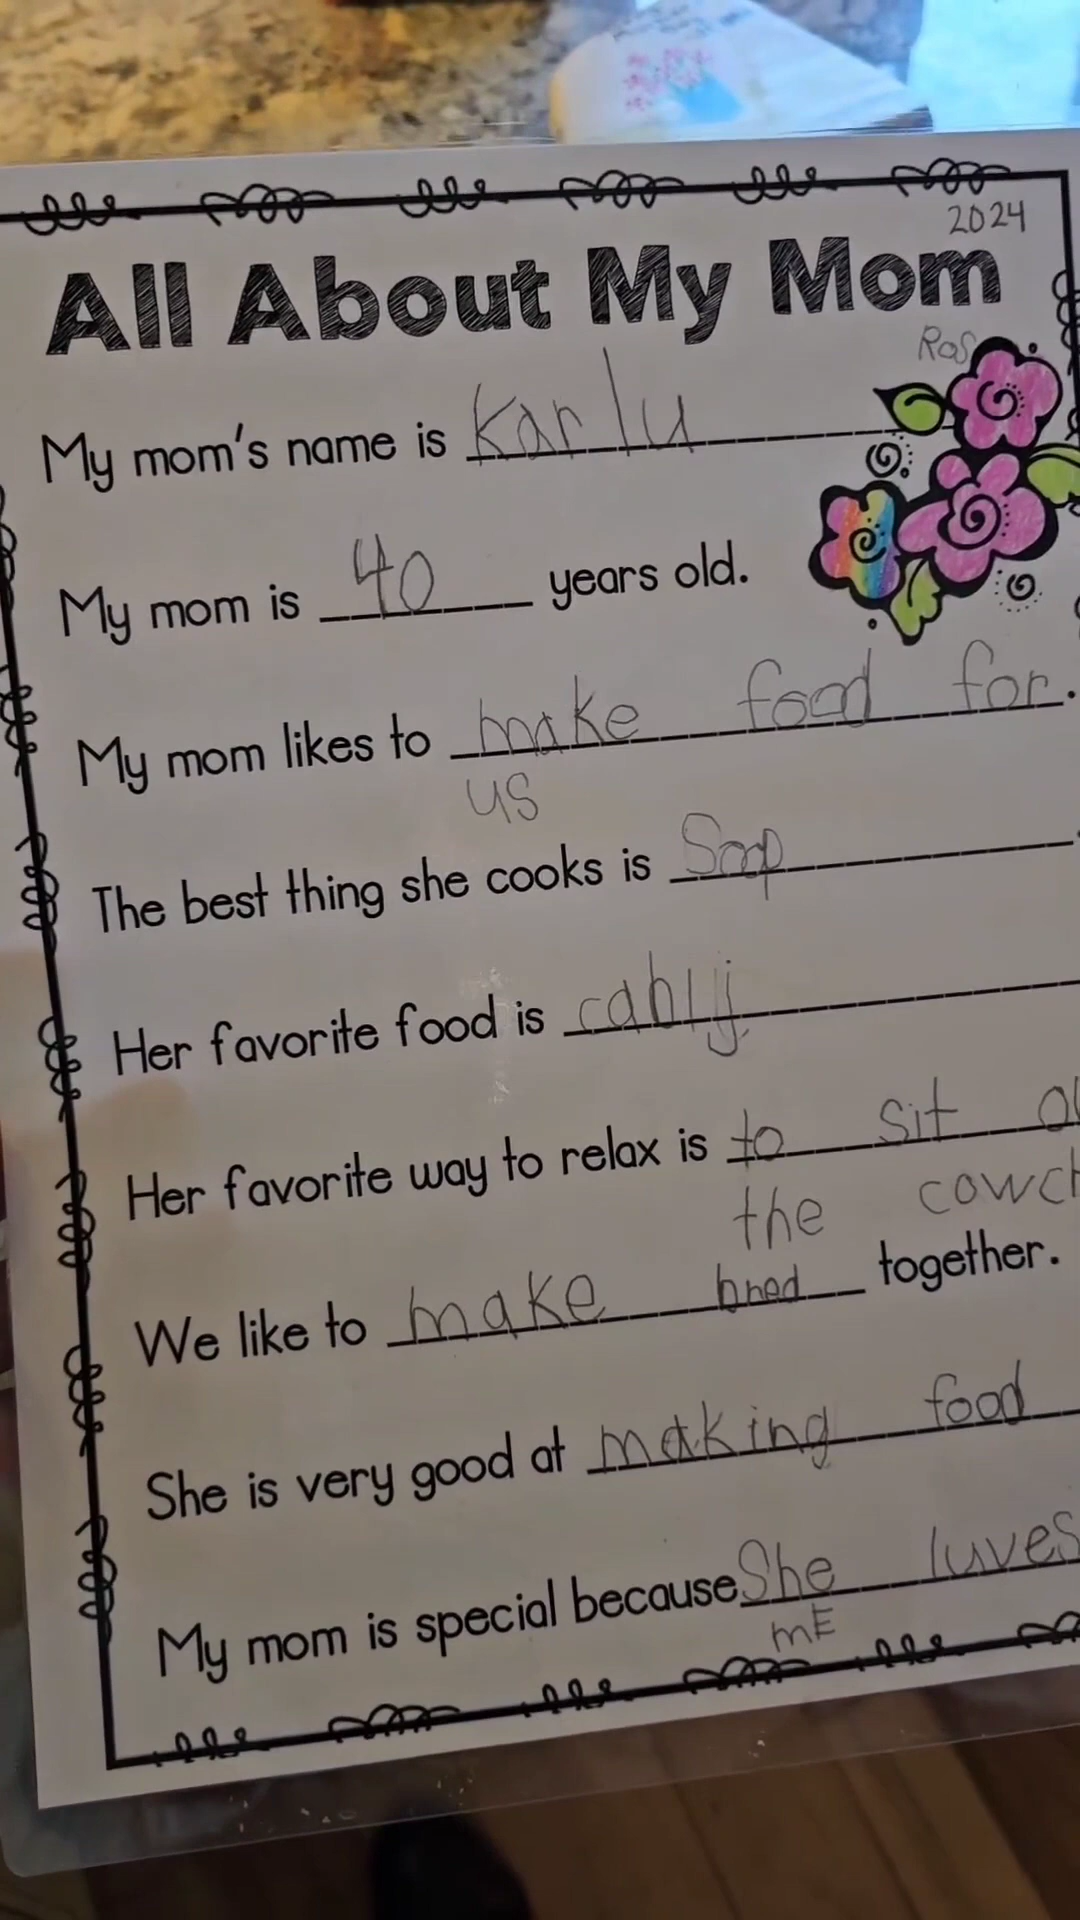 2024
All About My Mom
Ros
My mom's name is Karlu
My mom is 40 years old.
My mom likes to make food for.
us
The best thing she cooks is Soop
Her favorite food is
Her favorite way to relax is to sit
the cowch
We like to make bred together.
She is very good at making food
My mom is special because She luves
mE